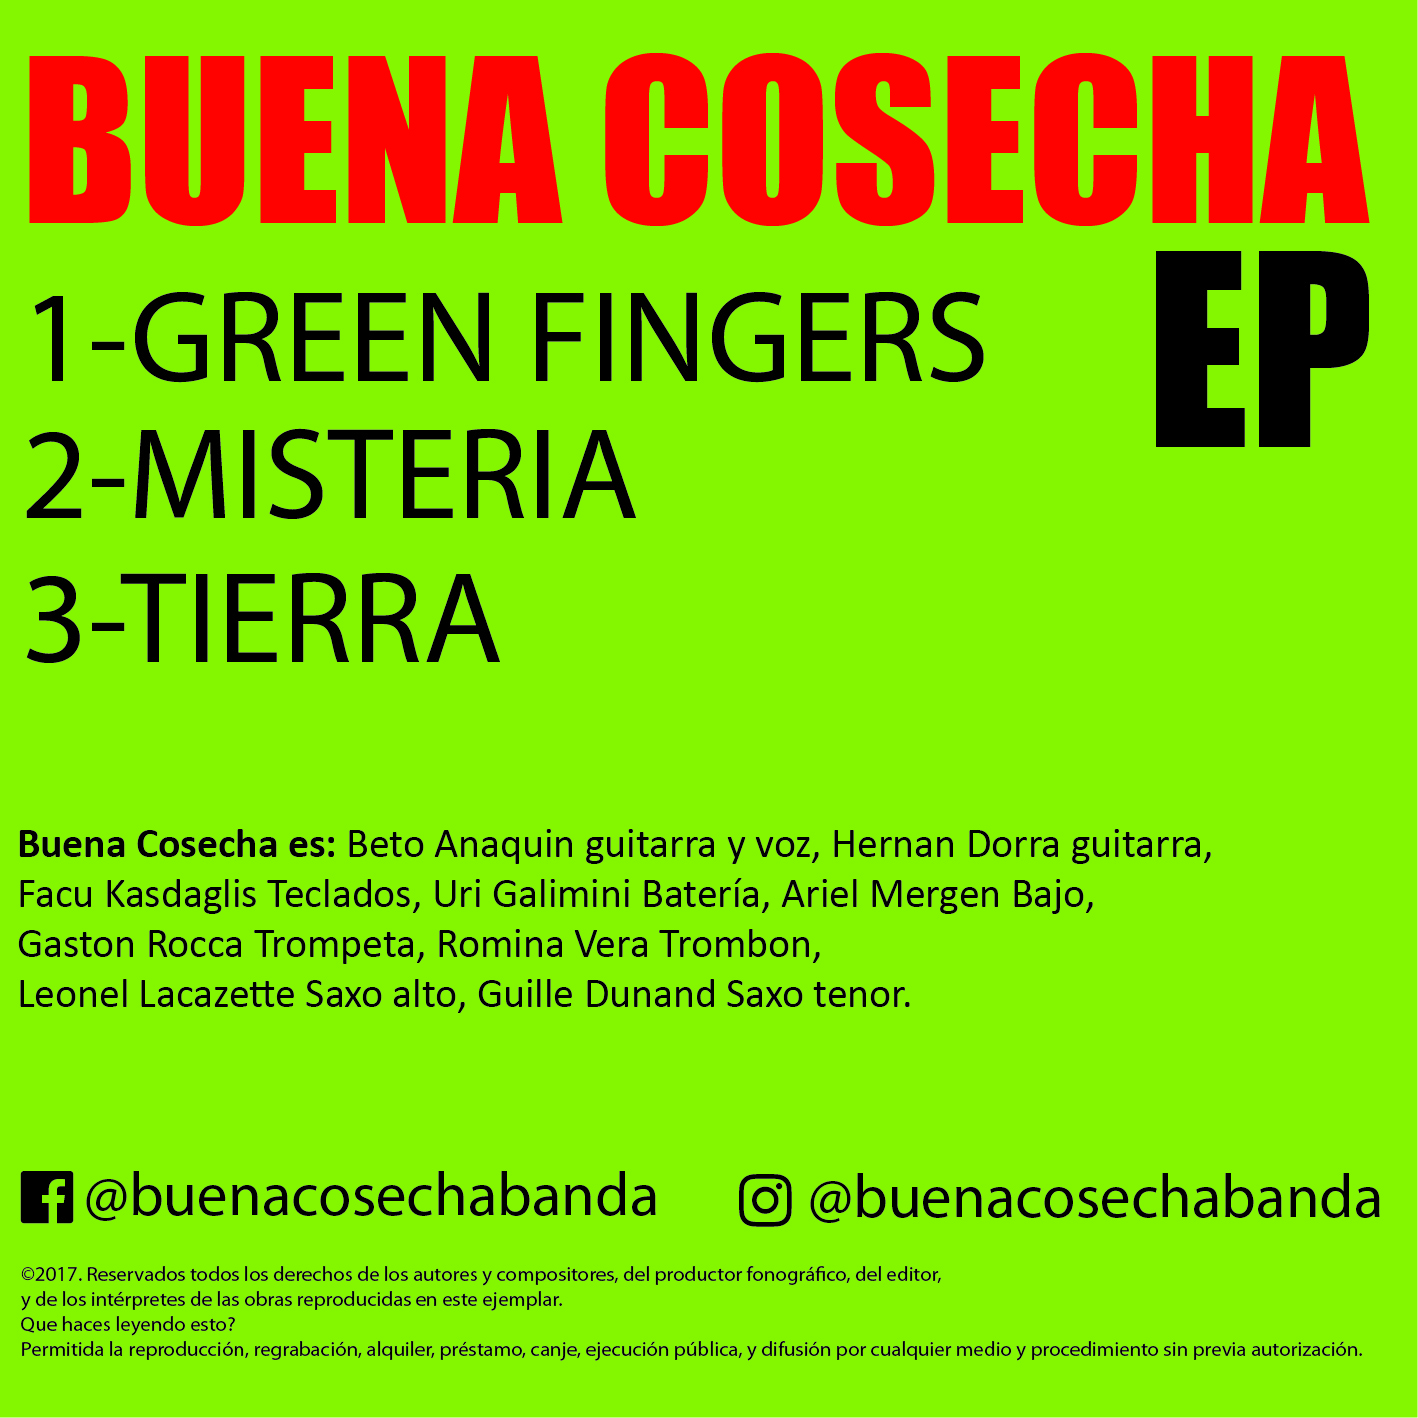 BUENA COSECHA
EP
1-GREEN FINGERS
2-MISTERIA
3-TIERRA
Buena Cosecha es: Beto Anaquin guitarra y voz, Hernan Dorra guitarra,
Facu Kasdaglis Teclados, Uri Galimini Batería, Ariel Mergen Bajo,
Gaston Rocca Trompeta, Romina Vera Trombon,
Leonel Lacazette Saxo alto, Guille Dunand Saxo tenor.
@buenacosechabanda
@buenacosechabanda
©2017. Reservados todos los derechos de los autores y compositores, del productor fonográfico, del editor,
y de los intérpretes de las obras reproducidas en este ejemplar.
Que haces leyendo esto?
Permitida la reproducción, regrabación, alquiler, préstamo, canje, ejecución pública, y difusión por cualquier medio y procedimiento sin previa autorización.